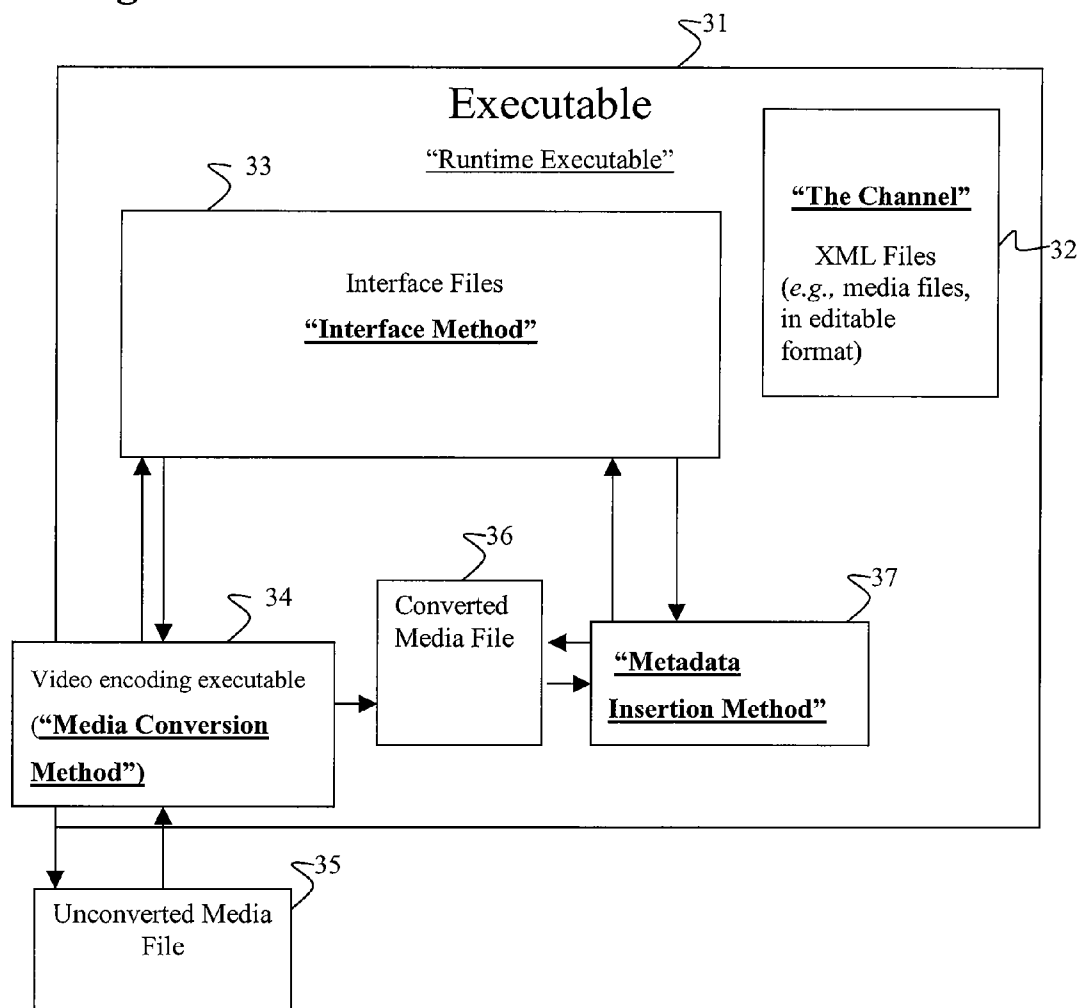 31
Executable
“Runtime Executable”
33
“The Channel”
32
XML Files
(e.g., media files,
in editable
format)
Interface Files
“Interface Method”
36
37
34
Converted
Media File
“Metadata
Insertion Method”
Video encoding executable
(“Media Conversion
Method”)
35
Unconverted Media
File